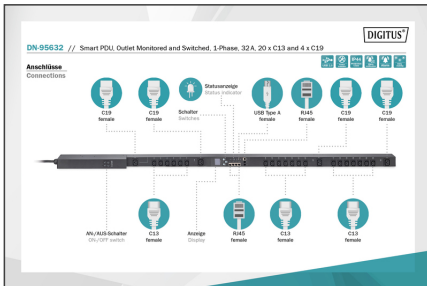 DIGITUS®
DN-95632 // Smart PDU, Outlet Monitored and Switched, 1-Phase, 32 A, 20 x C13 and 4 x C19
Anschlüsse
Connections
C19
female
C19
female
Schalter
Switches
Statusanzeige
Status indicator
USB Type A
female
RJ45
female
C19
female
C19
female
AN-/AUS-Schalter
ON-/OFF switch
C13
female
Anzeige
Display
RJ45
female
C13
female
C13
female